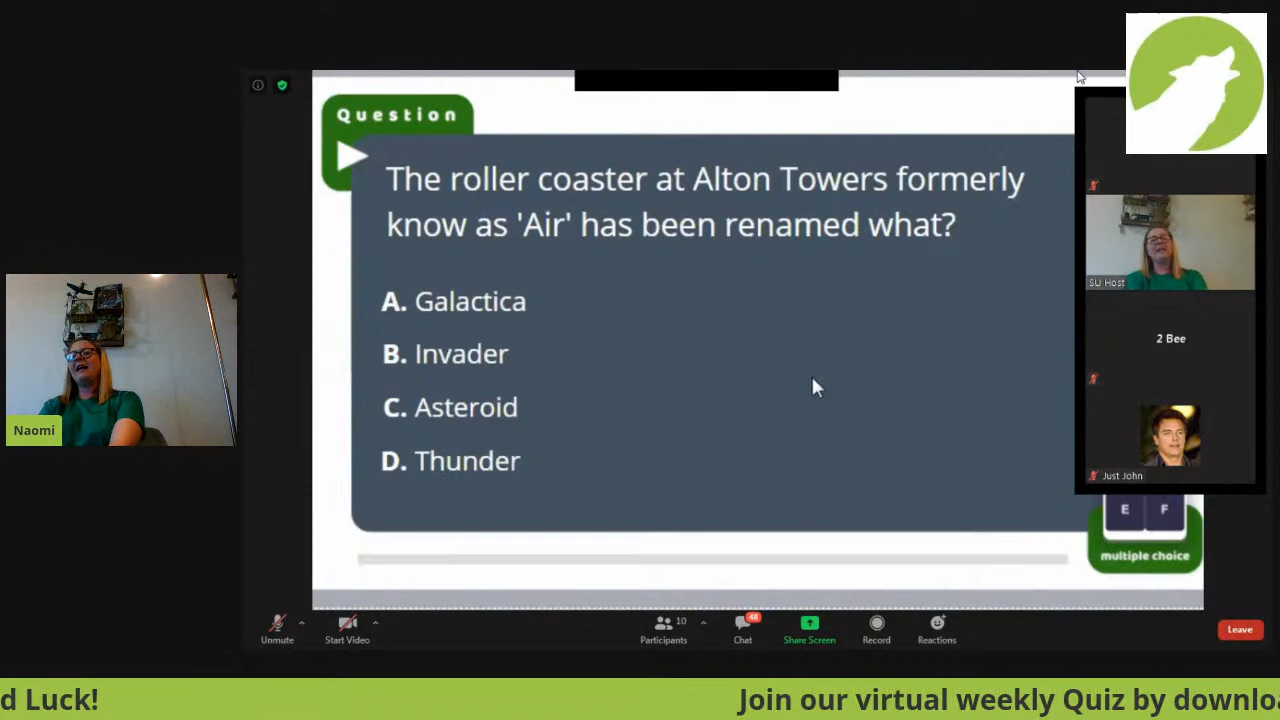 Question
The roller coaster at Alton Towers formerly
know as 'Air' has been renamed what?
A. Galactica
B. Invader
C. Asteroid
D. Thunder
Naomi
SU Host
2 Bee
Just John
E F
multiple choice
Unmute
Start Video
Participants
10
Chat
48
Share Screen
Record
Reactions
Leave
d Luck!
Join our virtual weekly Quiz by downloa